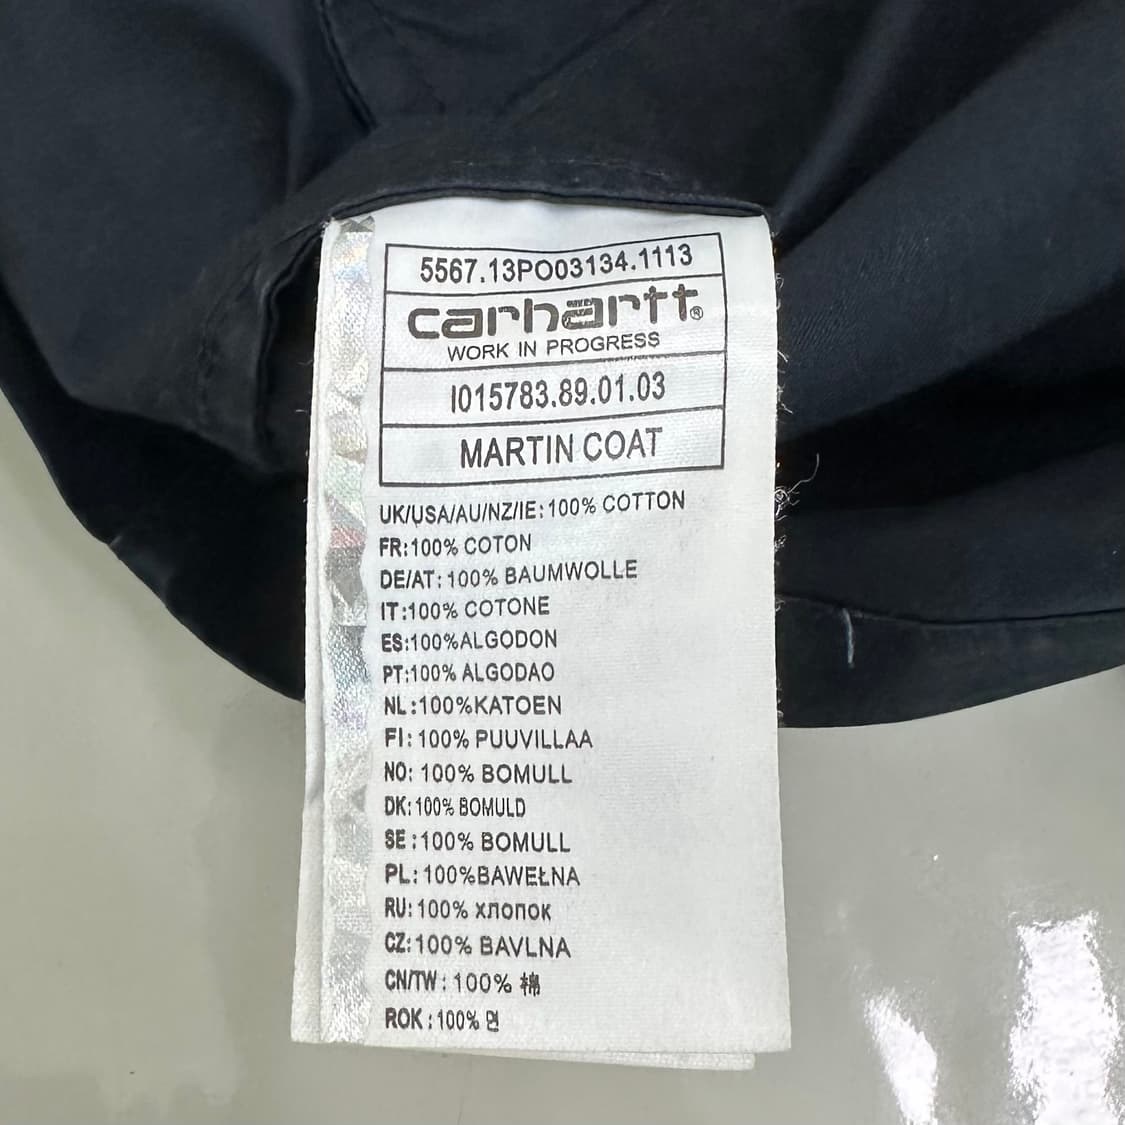 5567.13PO03134.1113
carhartt®
WORK IN PROGRESS
I015783.89.01.03
MARTIN COAT
UK/USA/AU/NZ/IE: 100% COTTON
FR:100% COTON
DE/AT: 100% BAUMWOLLE
IT:100% COTONE
ES:100%ALGODON
PT:100% ALGODAO
NL:100%KATOEN
FI: 100% PUUVILLAA
NO: 100% BOMULL
DK:100% BOMULD
SE:100% BOMULL
PL: 100%BAWEŁNA
RU:100% хлопок
CZ:100% BAVLNA
CN/TW: 100% 棉
ROK:100% 면